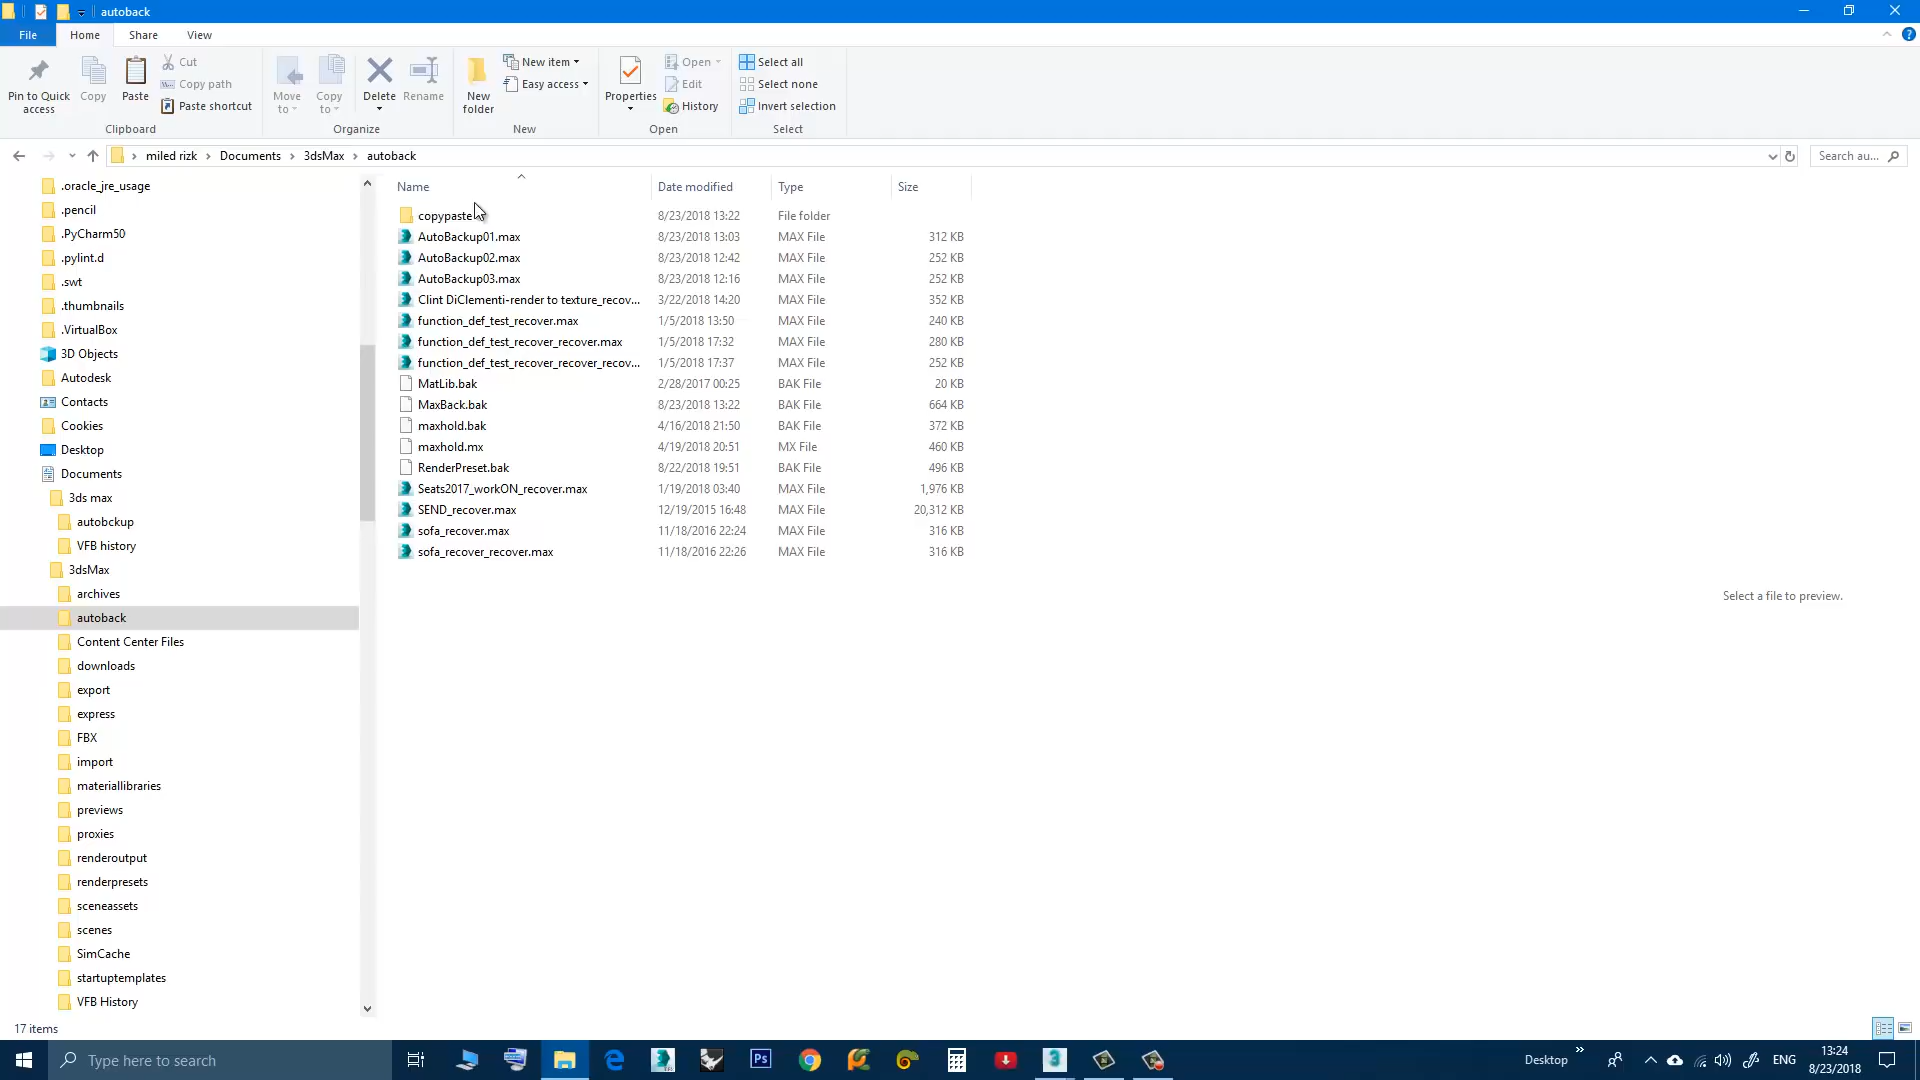 autoback
File Home Share View
Pin to Quick access
Copy
Paste
Cut
Copy path
Paste shortcut
Clipboard
Move to
Copy to
Delete
Rename
Organize
New folder
New item
Easy access
New
Properties
Open
Edit
History
Open
Select all
Select none
Invert selection
Select
miled rizk Documents 3dsMax autoback
Search au...
.oracle_jre_usage
.pencil
.PyCharm50
.pylint.d
.swt
.thumbnails
.VirtualBox
3D Objects
Autodesk
Contacts
Cookies
Desktop
Documents
3ds max
autobckup
VFB history
3dsMax
archives
autoback
Content Center Files
downloads
export
express
FBX
import
materiallibraries
previews
proxies
renderoutput
renderpresets
sceneassets
scenes
SimCache
startuptemplates
VFB History
Name Date modified Type Size
copypaste 8/23/2018 13:22 File folder
AutoBackup01.max 8/23/2018 13:03 MAX File 312 KB
AutoBackup02.max 8/23/2018 12:42 MAX File 252 KB
AutoBackup03.max 8/23/2018 12:16 MAX File 252 KB
Clint DiClementi-render to texture_recov... 3/22/2018 14:20 MAX File 352 KB
function_def_test_recover.max 1/5/2018 13:50 MAX File 240 KB
function_def_test_recover_recover.max 1/5/2018 17:32 MAX File 280 KB
function_def_test_recover_recover_recov... 1/5/2018 17:37 MAX File 252 KB
MatLib.bak 2/28/2017 00:25 BAK File 20 KB
MaxBack.bak 8/23/2018 13:22 BAK File 664 KB
maxhold.bak 4/16/2018 21:50 BAK File 372 KB
maxhold.mx 4/19/2018 20:51 MX File 460 KB
RenderPreset.bak 8/22/2018 19:51 BAK File 496 KB
Seats2017_workON_recover.max 1/19/2018 03:40 MAX File 1,976 KB
SEND_recover.max 12/19/2015 16:48 MAX File 20,312 KB
sofa_recover.max 11/18/2016 22:24 MAX File 316 KB
sofa_recover_recover.max 11/18/2016 22:26 MAX File 316 KB
Select a file to preview.
17 items
Type here to search
Ps
3
Desktop
ENG
13:24
8/23/2018